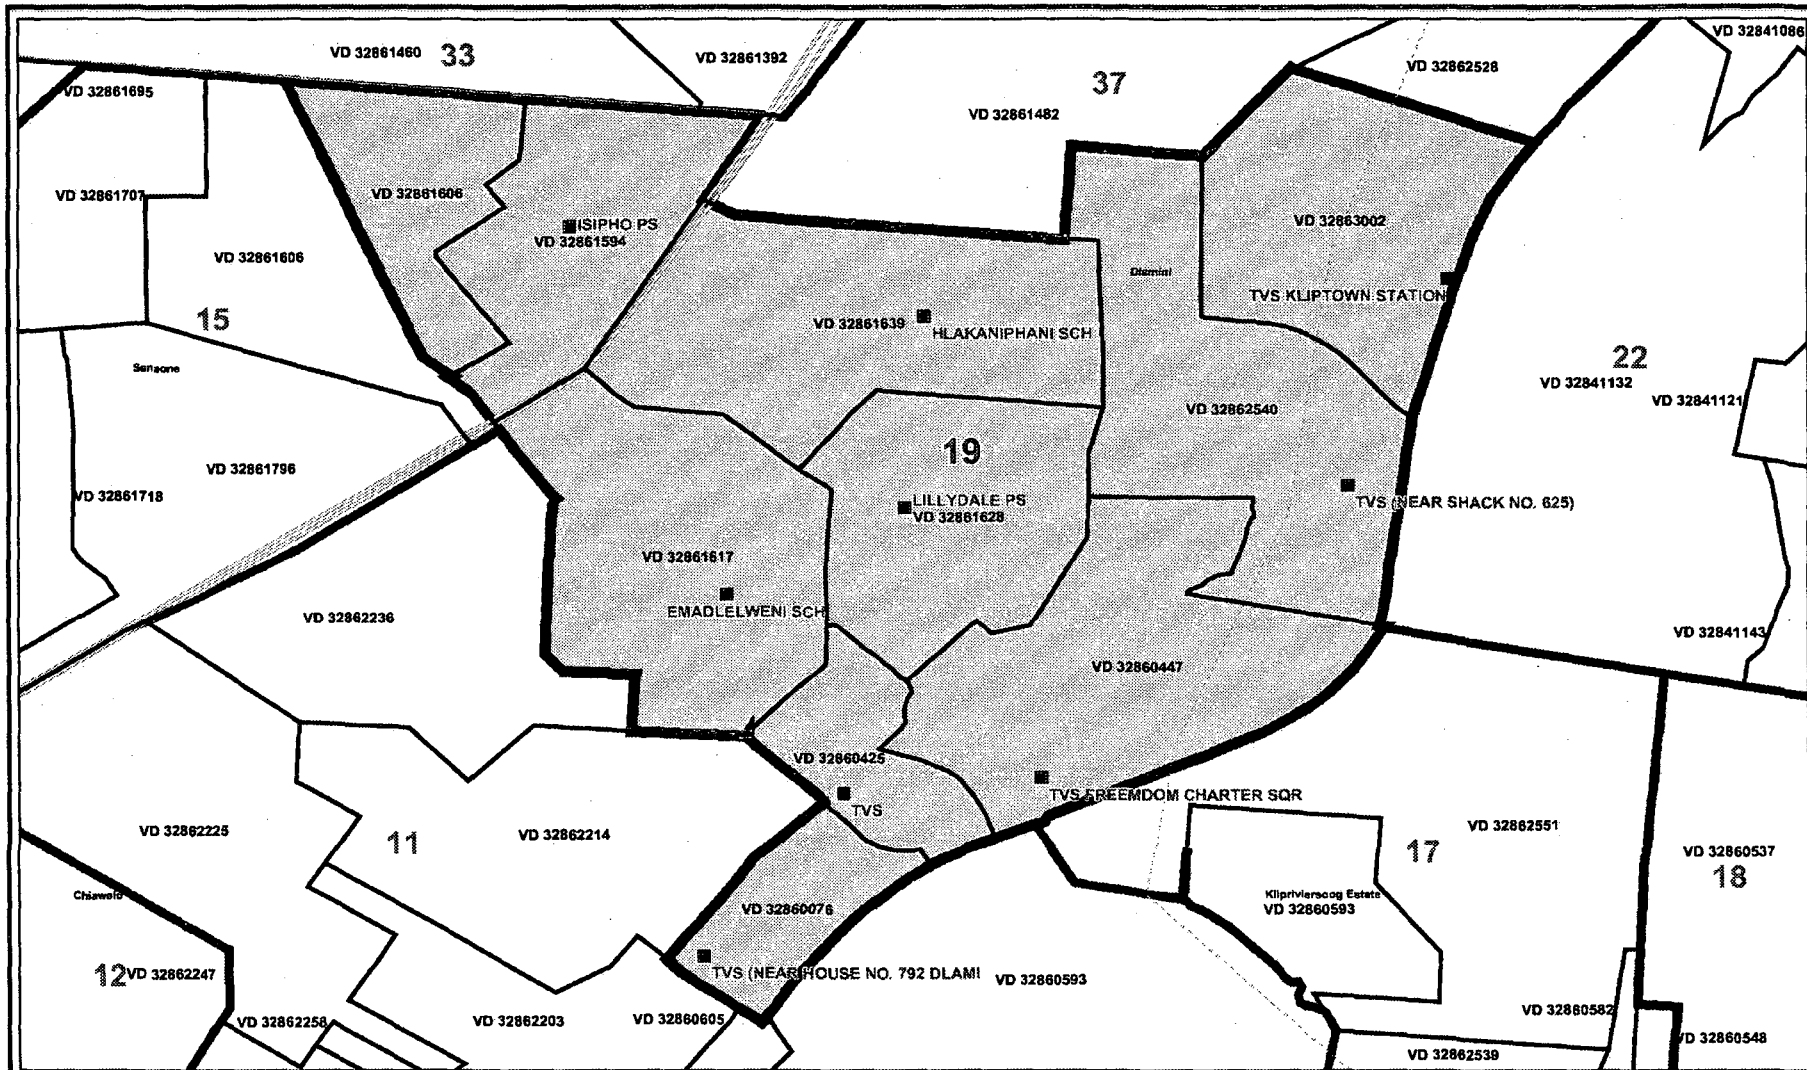 VD 32861460
33
VD 32861392
37
VD 32862528
VD 32841086
VD 32861695
VD 32861482
VD 32861707
VD 32861606
ISIPHO PS
VD 32861594
VD 32863002
VD 32861606
Dlamini
TVS KLIPTOWN STATION
15
VD 32861639
HLAKANIPHANI SCH
22
Senaone
VD 32841132
VD 32841121
VD 32862540
19
VD 32861796
VD 32861718
LILLYDALE PS
VD 32861628
TVS (NEAR SHACK NO. 625)
VD 32861617
EMADLELWENI SCH
VD 32862236
VD 32841143
VD 32860447
VD 32860425
TVS
TVS FREEMDOM CHARTER SQR
VD 32862225
11
VD 32862214
VD 32862551
17
VD 32860537
18
Chiawelo
VD 32860076
Klipriviersoog Estate
VD 32860593
12
VD 32862247
TVS (NEAR HOUSE NO. 792 DLAMI
VD 32860593
VD 32862258
VD 32862203
VD 32860605
VD 32860582
VD 32860548
VD 32862539